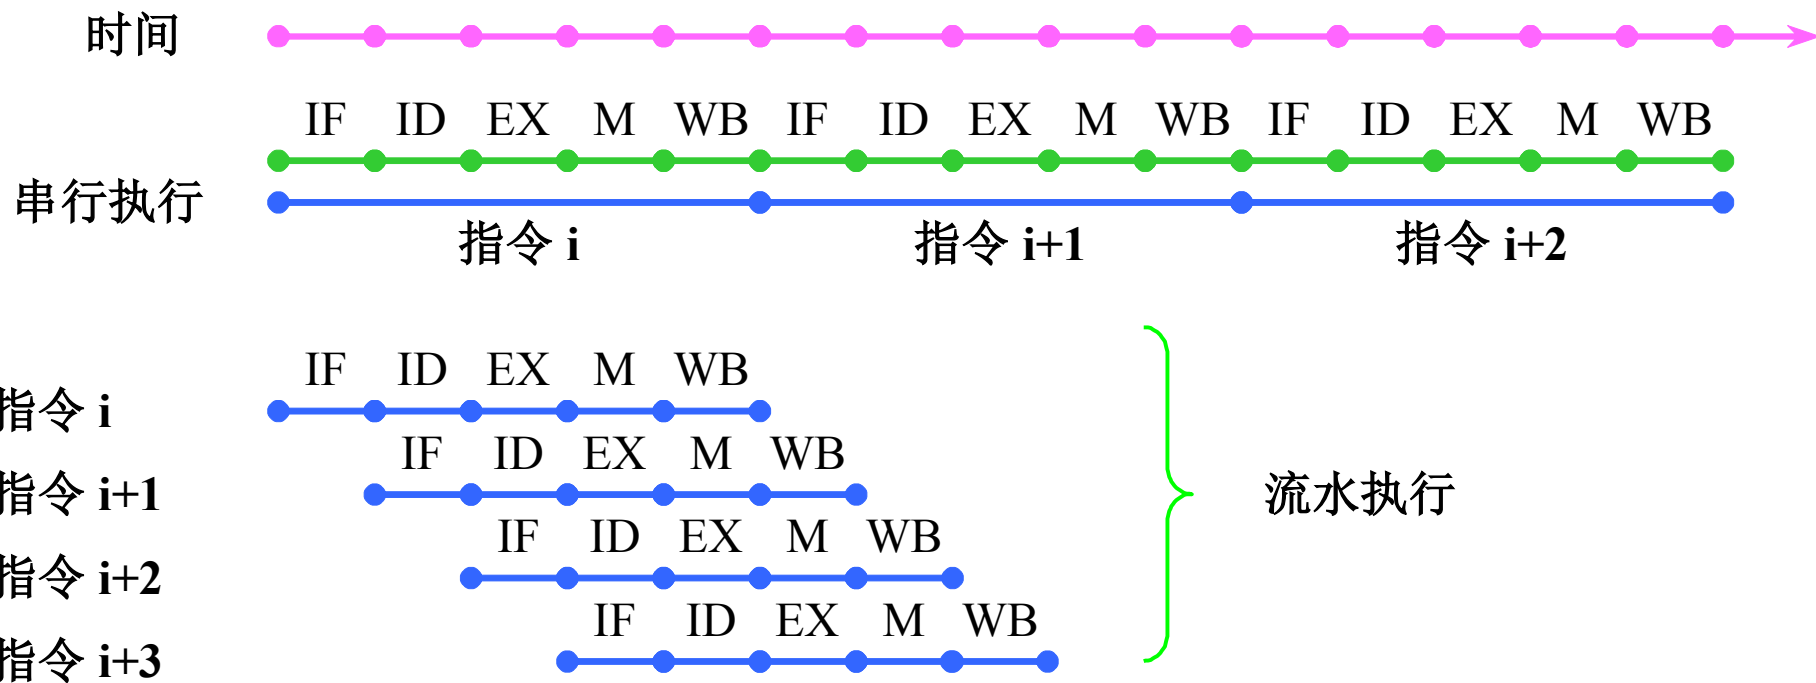 时间
IF ID EX M WB IF ID EX M WB IF ID EX M WB
串行执行
指令 i 指令 i+1 指令 i+2
IF ID EX M WB
指令 i
IF ID EX M WB
指令 i+1
流水执行
IF ID EX M WB
指令 i+2
IF ID EX M WB
指令 i+3